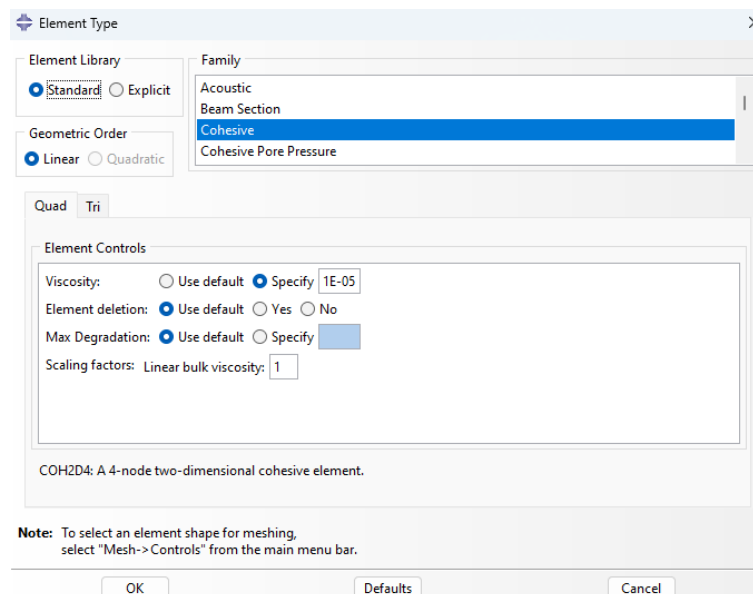 Element Type
Element Library
Standard Explicit
Geometric Order
Linear Quadratic
Family
Acoustic
Beam Section
Cohesive
Cohesive Pore Pressure
Quad Tri
Element Controls
Viscosity: Use default Specify 1E-05
Element deletion: Use default Yes No
Max Degradation: Use default Specify
Scaling factors: Linear bulk viscosity: 1
COH2D4: A 4-node two-dimensional cohesive element.
Note: To select an element shape for meshing,
select "Mesh->Controls" from the main menu bar.
OK Defaults Cancel